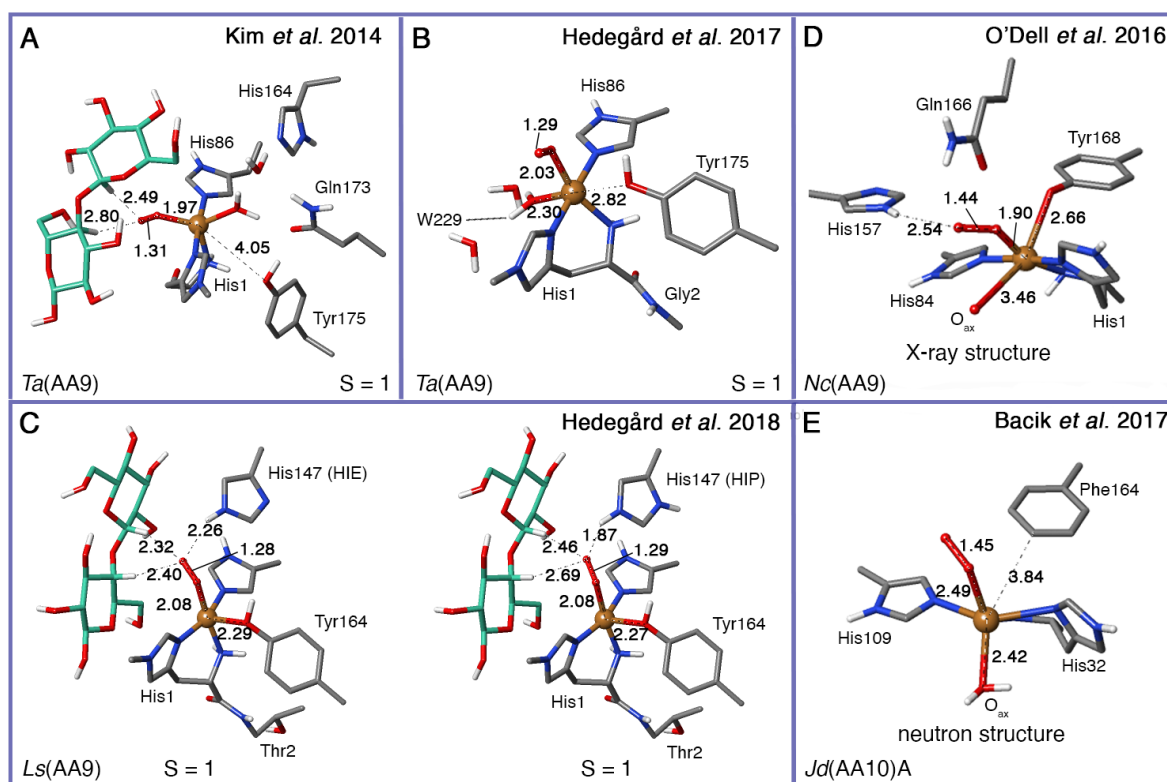 A
Kim et al. 2014
His164
His86
2.49
1.97
Gln173
2.80
1.31
4.05
His1
Tyr175
Ta(AA9)
S = 1
B
Hedegård et al. 2017
His86
1.29
2.03
Tyr175
2.82
W229
2.30
His1
Gly2
Ta(AA9)
S = 1
D
O'Dell et al. 2016
Gln166
Tyr168
1.44
1.90
2.54
2.66
His157
His84
3.46
His1
Oax
X-ray structure
Nc(AA9)
C
Hedegård et al. 2018
His147 (HIE)
2.26
2.32
1.28
2.40
2.08
Tyr164
2.29
His1
Thr2
Ls(AA9)
S = 1
His147 (HIP)
1.87
2.46
1.29
2.69
2.08
Tyr164
2.27
His1
Thr2
S = 1
E
Bacik et al. 2017
Phe164
1.45
3.84
2.49
His109
2.42
His32
Oax
neutron structure
Jd(AA10)A